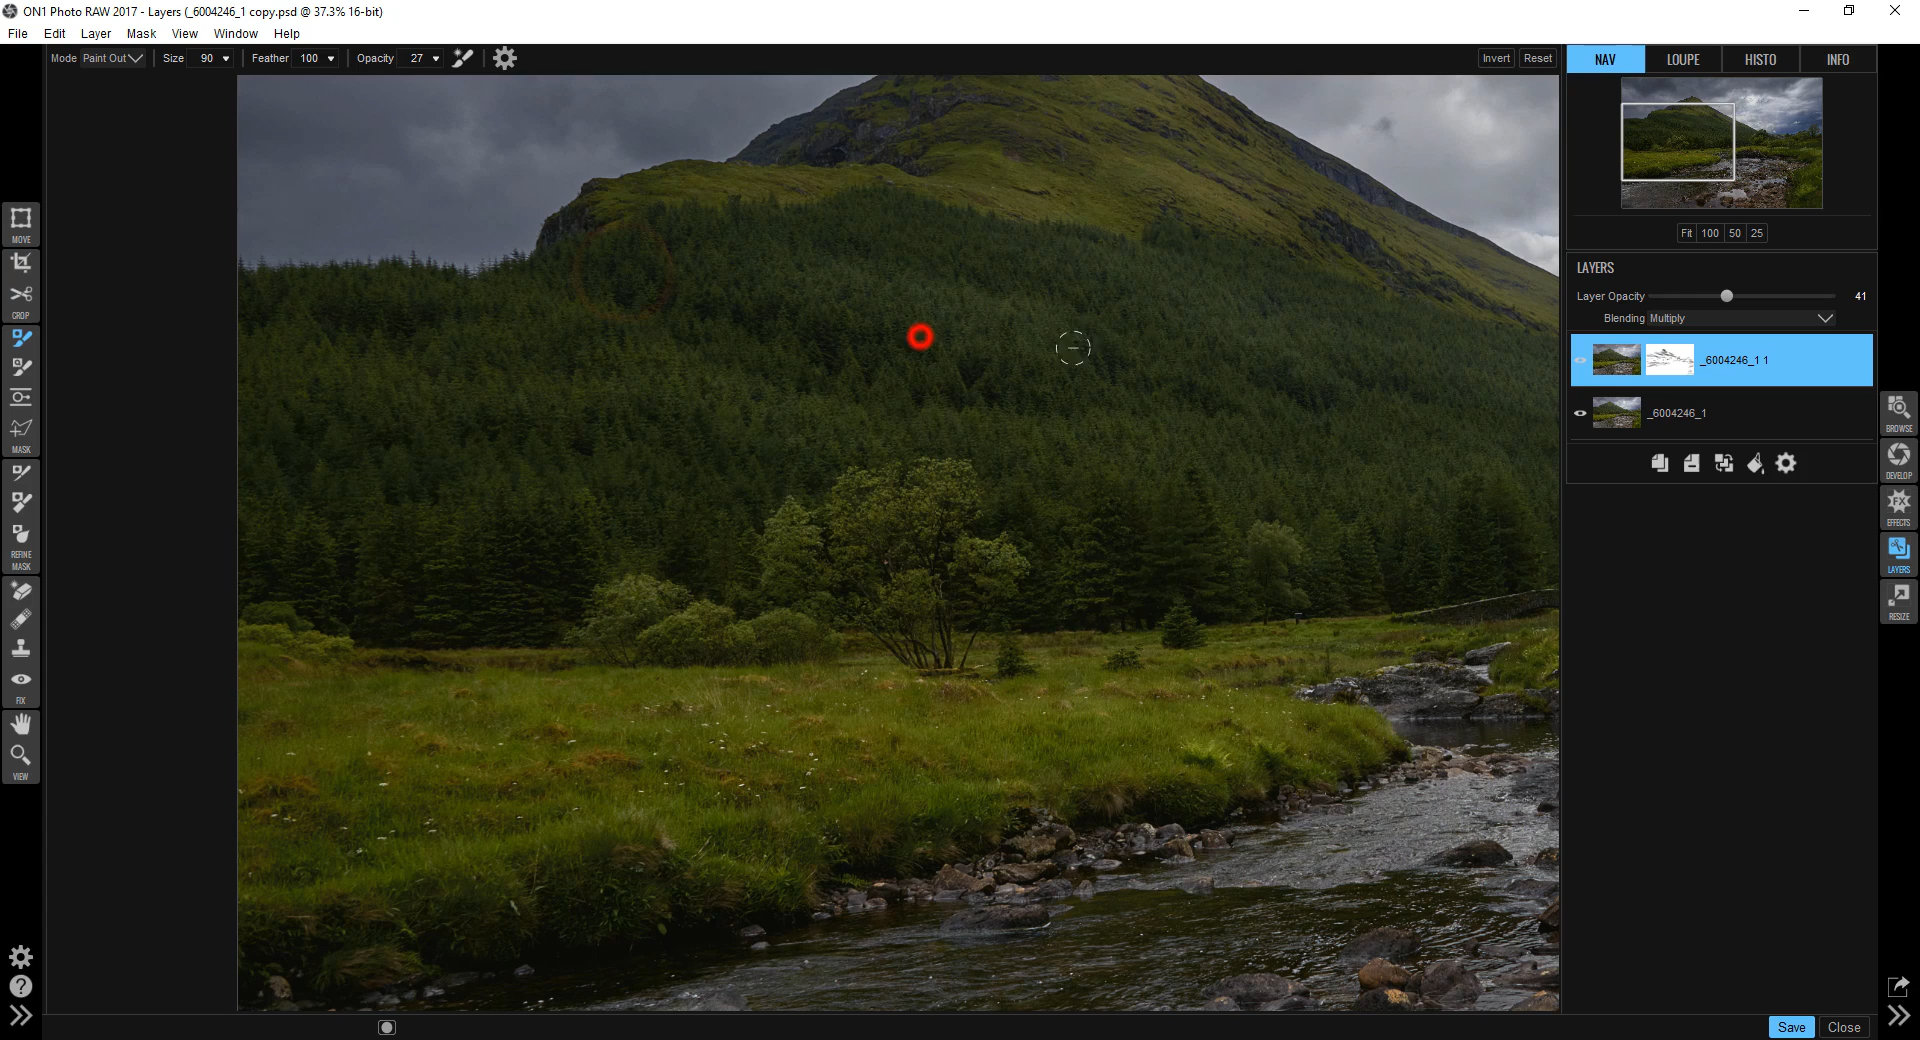 ON1 Photo RAW 2017 - Layers (_6004246_1 copy.psd @ 37.3% 16-bit)
File Edit Layer Mask View Window Help
Mode Paint Out Size 90 Feather 100 Opacity 27 Invert Reset
NAV LOUPE HISTO INFO
Fit 100 50 25
LAYERS
Layer Opacity 41
Blending Multiply
_6004246_1 1
_6004246_1
MOVE
CROP
MASK
REFINE
MASK
FIX
VIEW
BROWSE
DEVELOP
FX
EFFECTS
LAYERS
RESIZE
Save Close